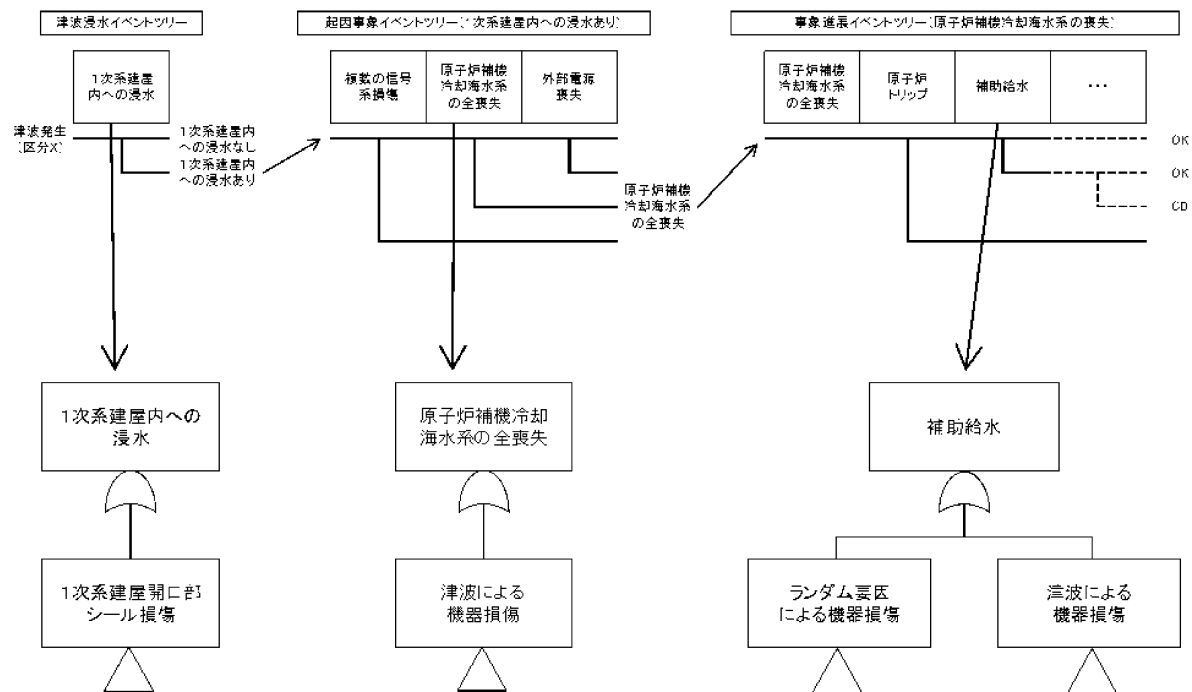 津波浸水イベントツリー
1次系建屋
内への浸水
津波発生
(区分X)
1次系建屋内
への浸水なし
1次系建屋内
への浸水あり
起因事象イベントツリー(1次系建屋内への浸水あり)
複数の信号
系損傷
原子炉補機
冷却海水系
の全喪失
外部電源
喪失
原子炉補機
冷却海水系
の全喪失
事象進展イベントツリー(原子炉補機冷却海水系の喪失)
原子炉補機
冷却海水系
の全喪失
原子炉
トリップ
補助給水
...
OK
OK
CD
1次系建屋内への
浸水
1次系建屋開口部
シール損傷
原子炉補機冷却
海水系の全喪失
津波による
機器損傷
補助給水
ランダム要因
による機器損傷
津波による
機器損傷